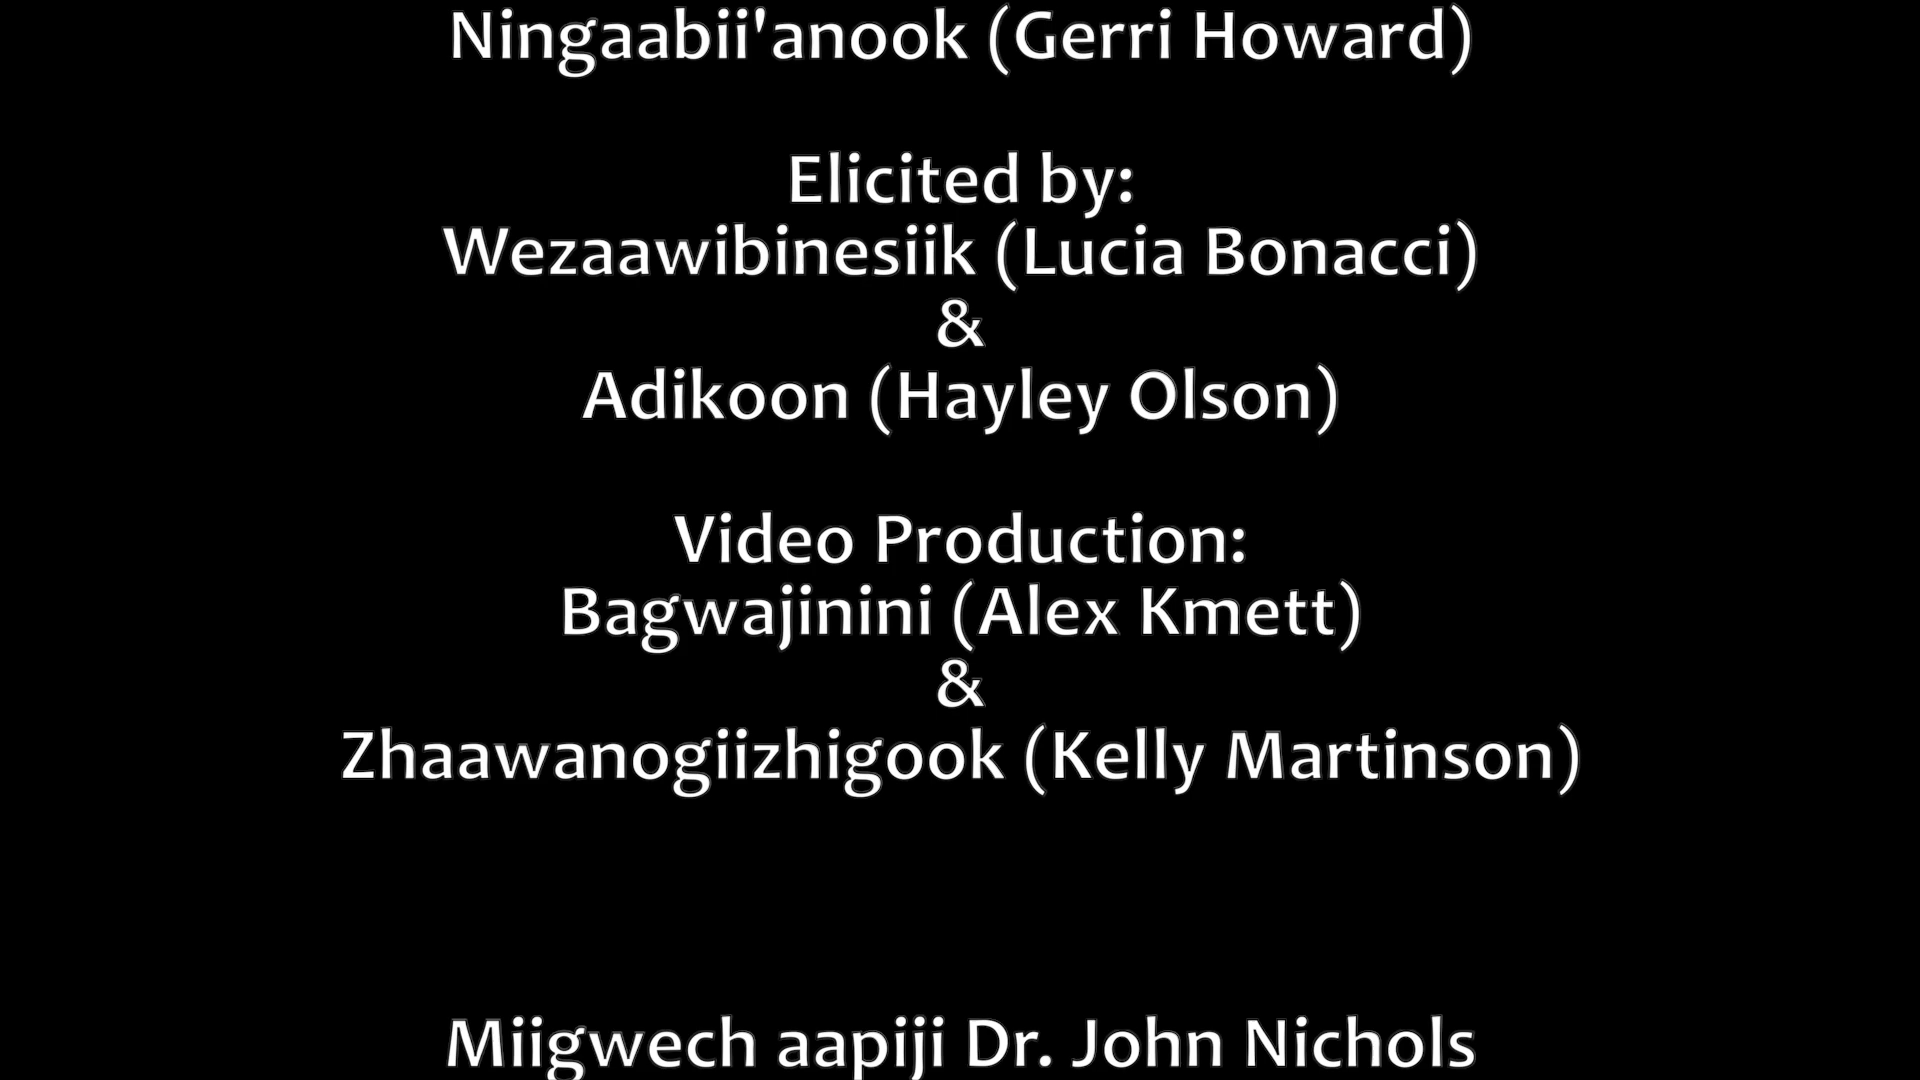 Ningaabii'anook (Gerri Howard)
Elicited by:
Wezaawibinesiik (Lucia Bonacci)
&
Adikoon (Hayley Olson)
Video Production:
Bagwajinini (Alex Kmett)
&
Zhaawanogiizhigook (Kelly Martinson)
Miigwech aapiji Dr. John Nichols